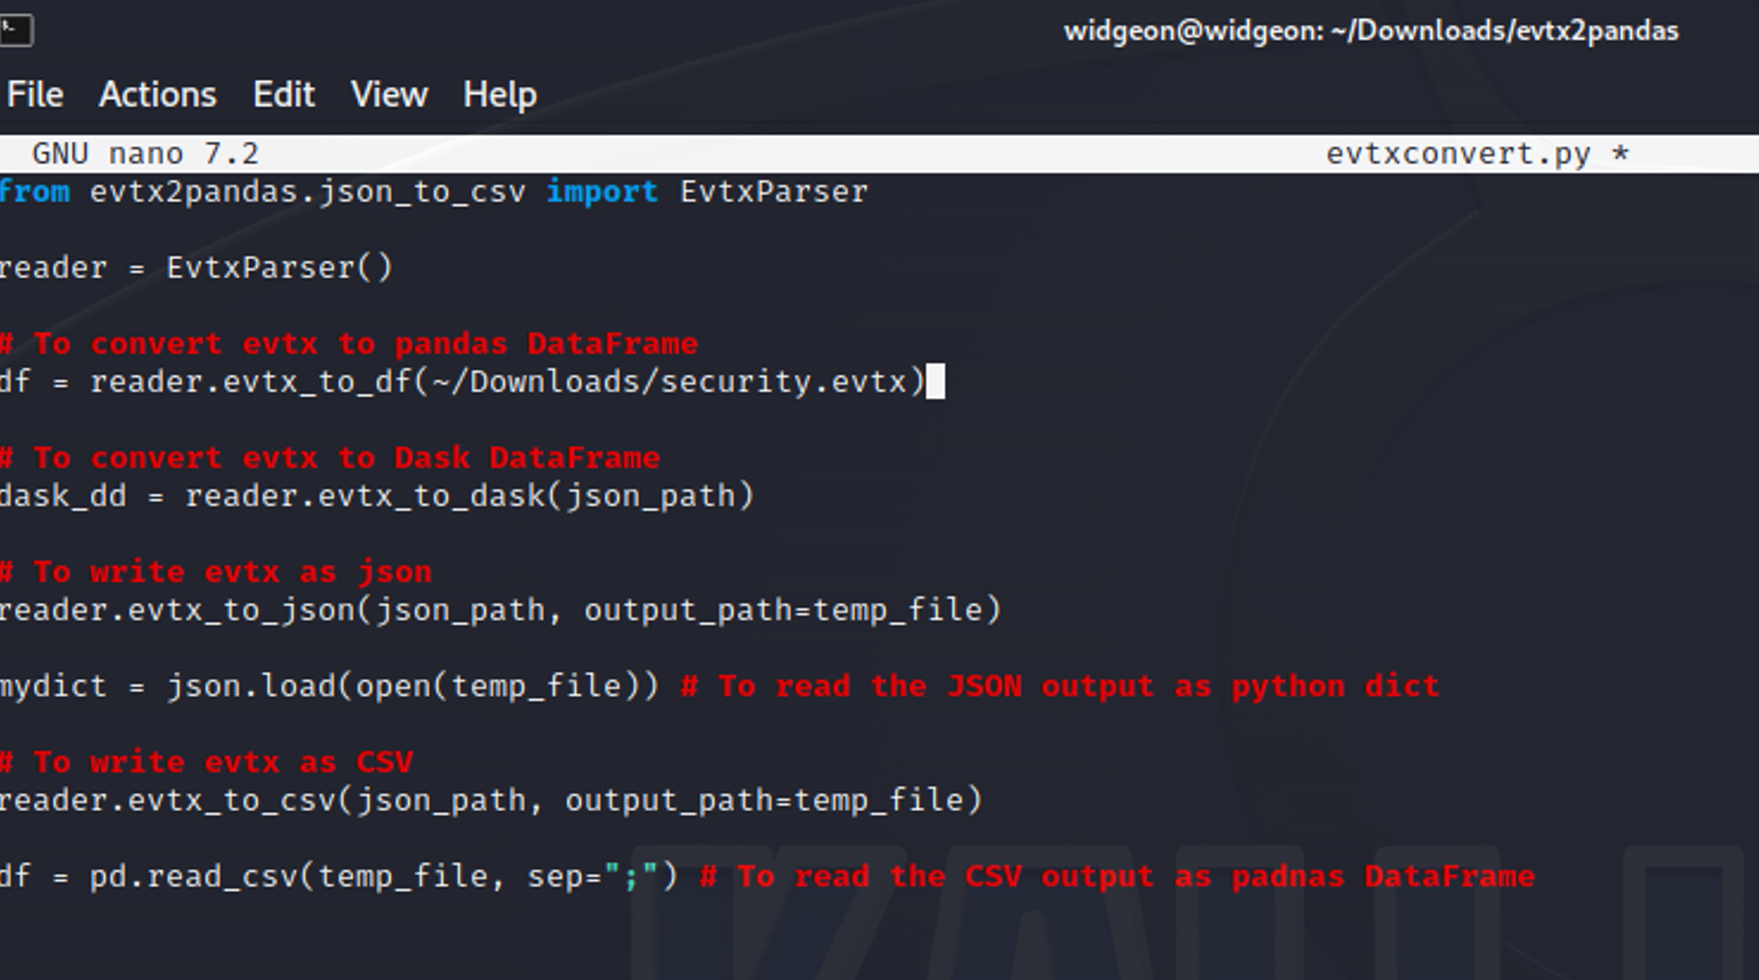 widgeon@widgeon: ~/Downloads/evtx2pandas
File Actions Edit View Help
GNU nano 7.2 evtxconvert.py *
from evtx2pandas.json_to_csv import EvtxParser
reader = EvtxParser()
# To convert evtx to pandas DataFrame
df = reader.evtx_to_df(~/Downloads/security.evtx)
# To convert evtx to Dask DataFrame
dask_dd = reader.evtx_to_dask(json_path)
# To write evtx as json
reader.evtx_to_json(json_path, output_path=temp_file)
mydict = json.load(open(temp_file)) # To read the JSON output as python dict
# To write evtx as CSV
reader.evtx_to_csv(json_path, output_path=temp_file)
df = pd.read_csv(temp_file, sep=";") # To read the CSV output as padnas DataFrame
KALI